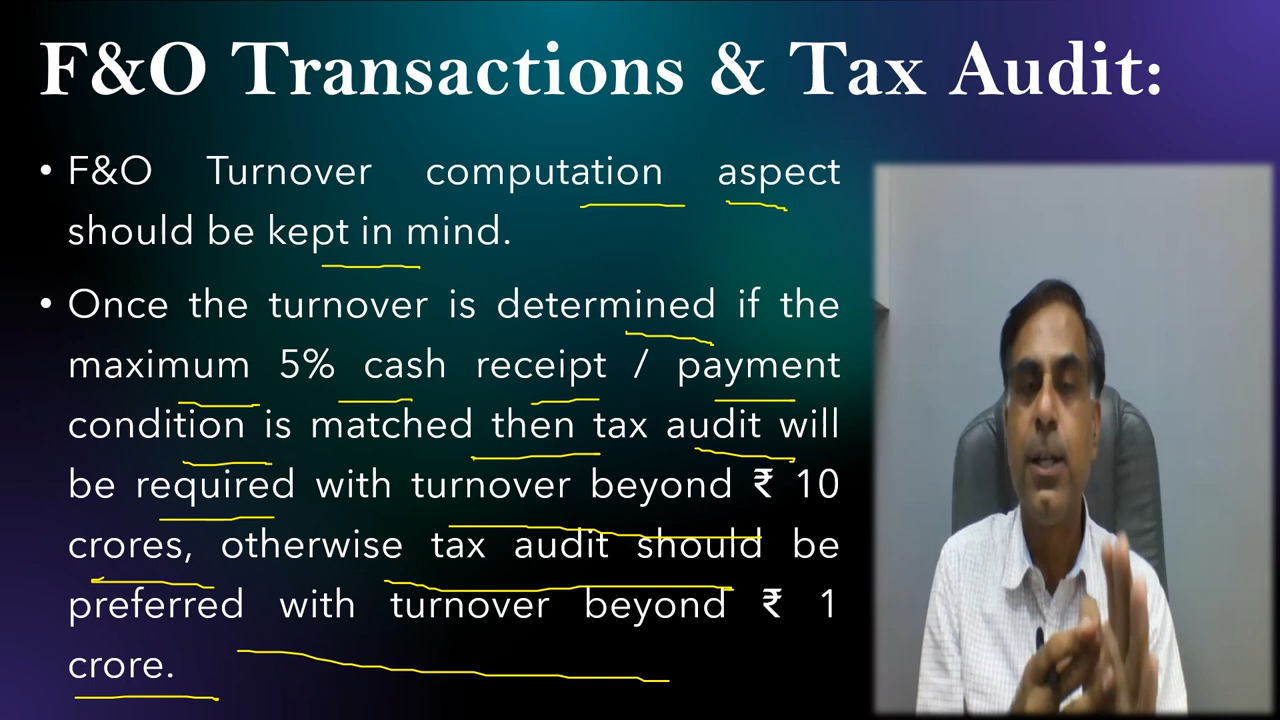 F&O Transactions & Tax Audit:
• F&O Turnover computation aspect
should be kept in mind.
• Once the turnover is determined if the
maximum 5% cash receipt / payment
condition is matched then tax audit will
be required with turnover beyond ₹ 10
crores, otherwise tax audit should be
preferred with turnover beyond ₹ 1
crore.